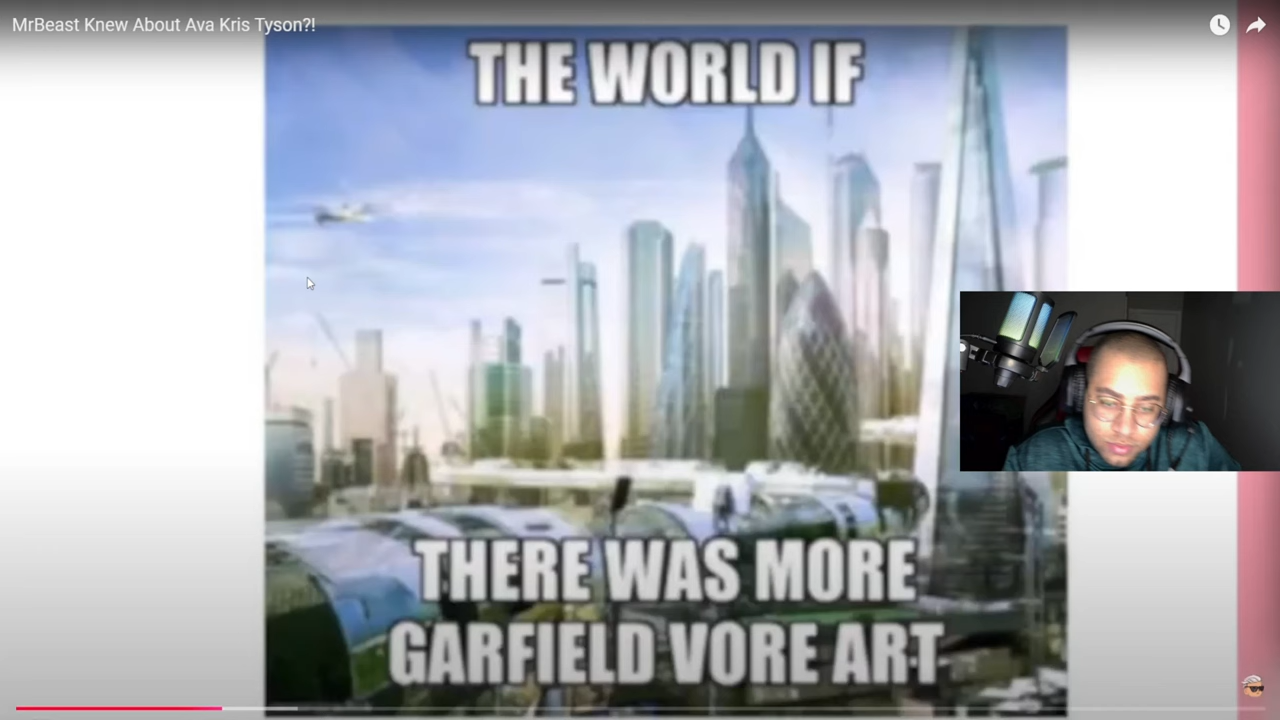 MrBeast Knew About Ava Kris Tyson?!
THE WORLD IF
THERE WAS MORE
GARFIELD VORE ART